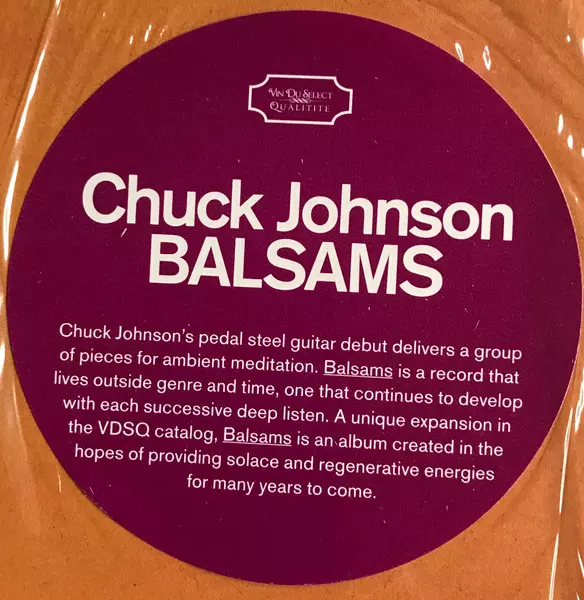 Vin Du Select
Qualitite
Chuck Johnson
BALSAMS
Chuck Johnson's pedal steel guitar debut delivers a group
of pieces for ambient meditation. Balsams is a record that
lives outside genre and time, one that continues to develop
with each successive deep listen. A unique expansion in
the VDSQ catalog, Balsams is an album created in the
hopes of providing solace and regenerative energies
for many years to come.